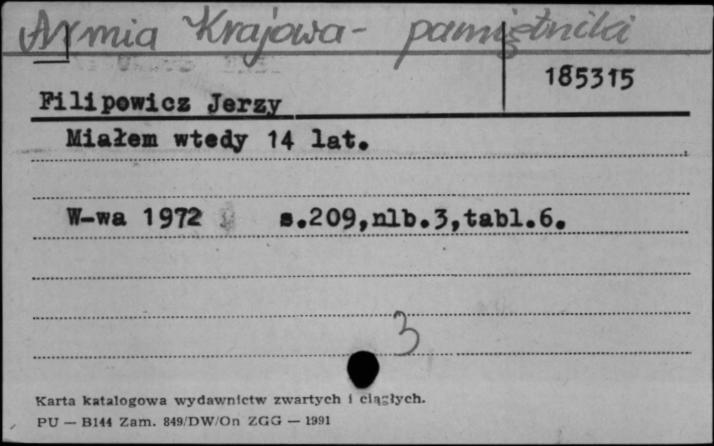 Armia Krajowa - pamiętniki
185315
Filipowicz Jerzy
Miałem wtedy 14 lat.
W-wa 1972 s.209,nlb.3,tabl.6.
3
Karta katalogowa wydawnictw zwartych i ciągłych.
PU — B144 Zam. 849/DW/On ZGG — 1991